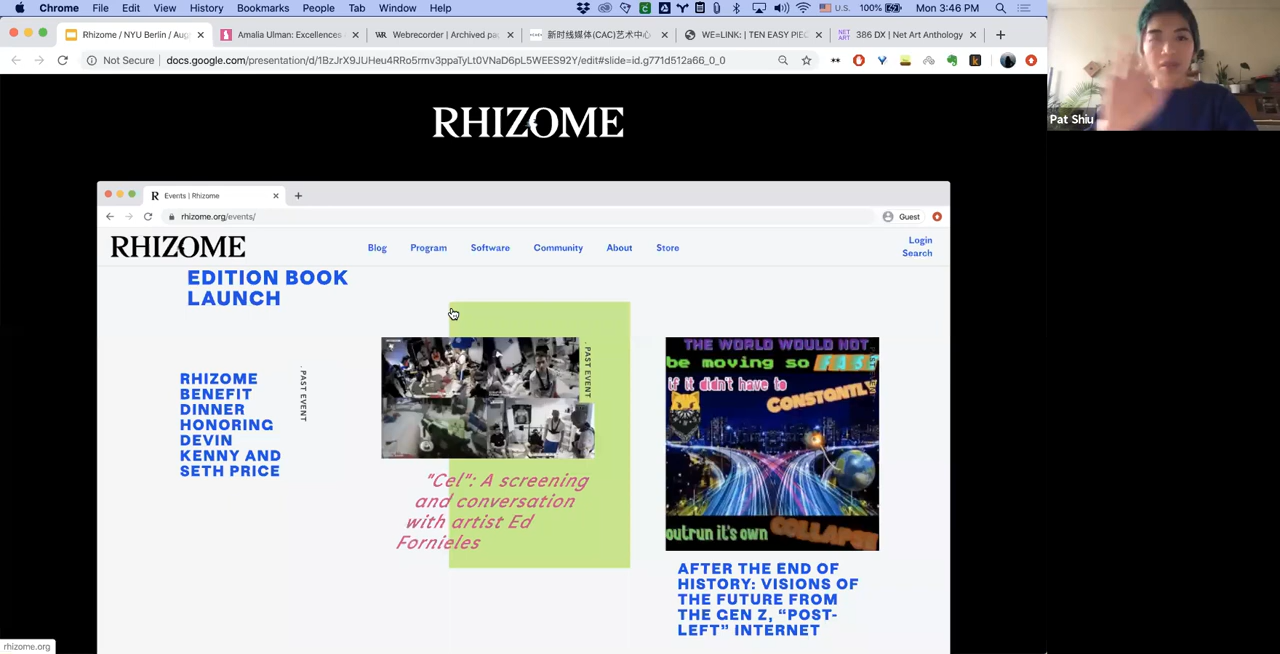 Chrome File Edit View History Bookmarks People Tab Window Help
U.S. 100% Mon 3:46 PM
Rhizome / NYU Berlin / Aug
Amalia Ulman: Excellences
Webrecorder | Archived pa
新时线媒体(CAC)艺术中心
WE=LINK: TEN EASY PIEC
NET ART
386 DX | Net Art Anthology
Not Secure
docs.google.com/presentation/d/1BzJrX9JUHeu4RRo5rmv3ppaTyLt0VNaD6pL5WEES92Y/edit#slide=id.g771d512a66_0_0
Pat Shiu
RHIZOME
R Events | Rhizome
rhizome.org/events/
Guest
RHIZOME
Blog Program Software Community About Store
Login
Search
EDITION BOOK
LAUNCH
RHIZOME
BENEFIT
DINNER
HONORING
DEVIN
KENNY AND
SETH PRICE
. PAST EVENT
. PAST EVENT
"Cel": A screening
and conversation
with artist Ed
Fornieles
THE WORLD WOULD NOT
be moving so FAST
if it didn't have to
CONSTANTLY
outrun it's own COLLAPSE
AFTER THE END OF
HISTORY: VISIONS OF
THE FUTURE FROM
THE GEN Z, “POST-
LEFT” INTERNET
rhizome.org